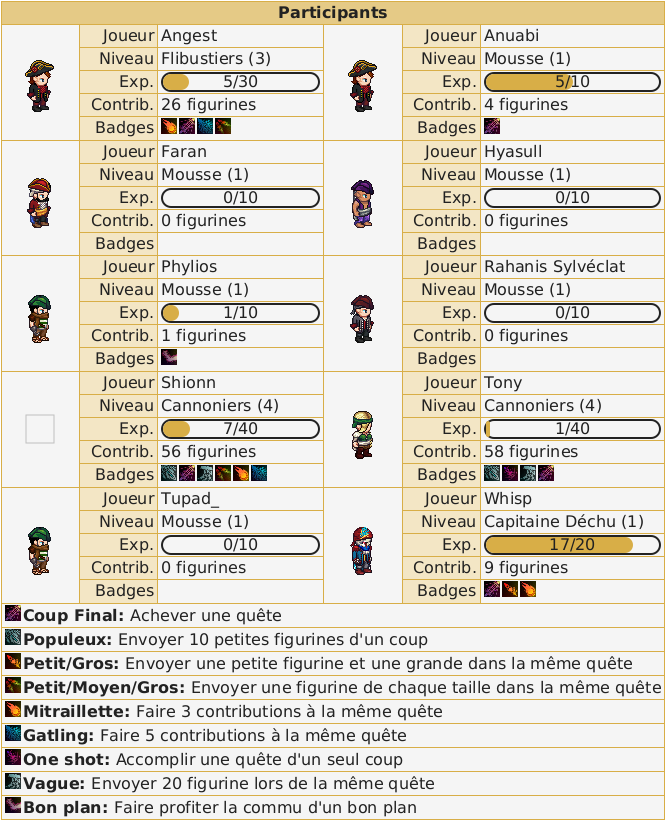 Participants
Joueur Angest
Niveau Flibustiers (3)
Exp. 5/30
Contrib. 26 figurines
Badges
Joueur Anuabi
Niveau Mousse (1)
Exp. 5/10
Contrib. 4 figurines
Badges
Joueur Faran
Niveau Mousse (1)
Exp. 0/10
Contrib. 0 figurines
Badges
Joueur Hyasull
Niveau Mousse (1)
Exp. 0/10
Contrib. 0 figurines
Badges
Joueur Phylios
Niveau Mousse (1)
Exp. 1/10
Contrib. 1 figurines
Badges
Joueur Rahanis Sylvéclat
Niveau Mousse (1)
Exp. 0/10
Contrib. 0 figurines
Badges
Joueur Shionn
Niveau Cannoniers (4)
Exp. 7/40
Contrib. 56 figurines
Badges
Joueur Tony
Niveau Cannoniers (4)
Exp. 1/40
Contrib. 58 figurines
Badges
Joueur Tupad_
Niveau Mousse (1)
Exp. 0/10
Contrib. 0 figurines
Badges
Joueur Whisp
Niveau Capitaine Déchu (1)
Exp. 17/20
Contrib. 9 figurines
Badges
Coup Final: Achever une quête
Populeux: Envoyer 10 petites figurines d'un coup
Petit/Gros: Envoyer une petite figurine et une grande dans la même quête
Petit/Moyen/Gros: Envoyer une figurine de chaque taille dans la même quête
Mitraillette: Faire 3 contributions à la même quête
Gatling: Faire 5 contributions à la même quête
One shot: Accomplir une quête d'un seul coup
Vague: Envoyer 20 figurine lors de la même quête
Bon plan: Faire profiter la commu d'un bon plan